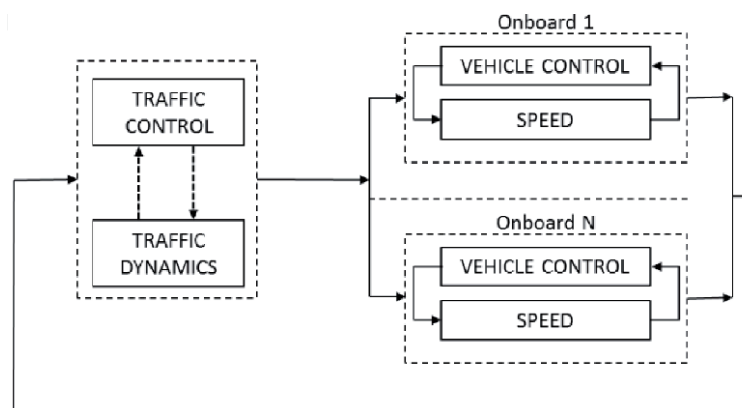 Onboard 1
TRAFFIC
CONTROL
TRAFFIC
DYNAMICS
VEHICLE CONTROL
SPEED
Onboard N
VEHICLE CONTROL
SPEED